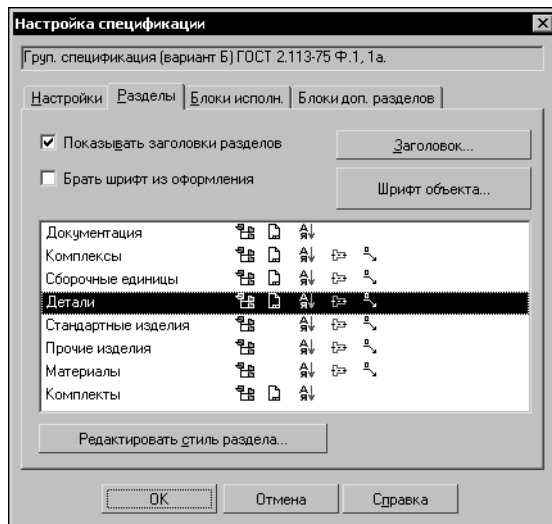 Настройка спецификации
Груп. спецификация (вариант Б) ГОСТ 2.113-75 Ф.1, 1а.
Настройки Разделы Блоки исполн. Блоки доп. разделов
Показывать заголовки разделов Заголовок...
Брать шрифт из оформления Шрифт объекта...
Документация
Комплексы
Сборочные единицы
Детали
Стандартные изделия
Прочие изделия
Материалы
Комплекты
Редактировать стиль раздела...
OK Отмена Справка